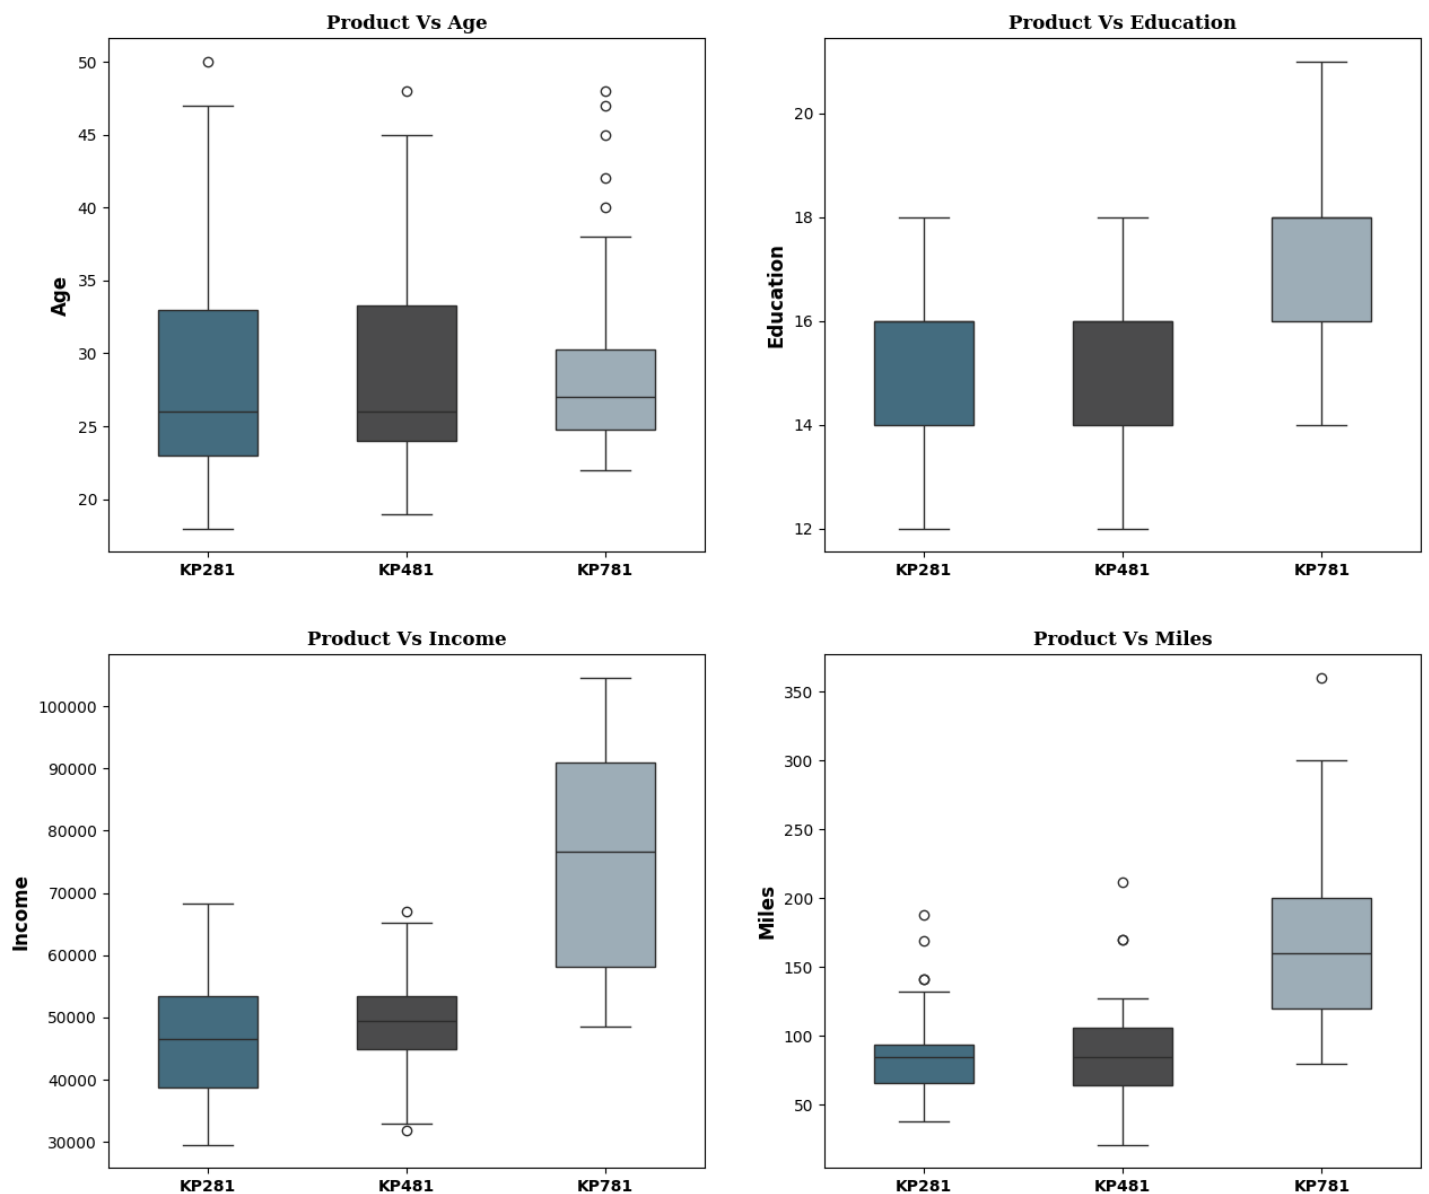 Product Vs Age
50
45
40
35
30
25
20
Age
KP281 KP481 KP781
Product Vs Education
20
18
16
14
12
Education
KP281 KP481 KP781
Product Vs Income
100000
90000
80000
70000
60000
50000
40000
30000
Income
KP281 KP481 KP781
Product Vs Miles
350
300
250
200
150
100
50
Miles
KP281 KP481 KP781